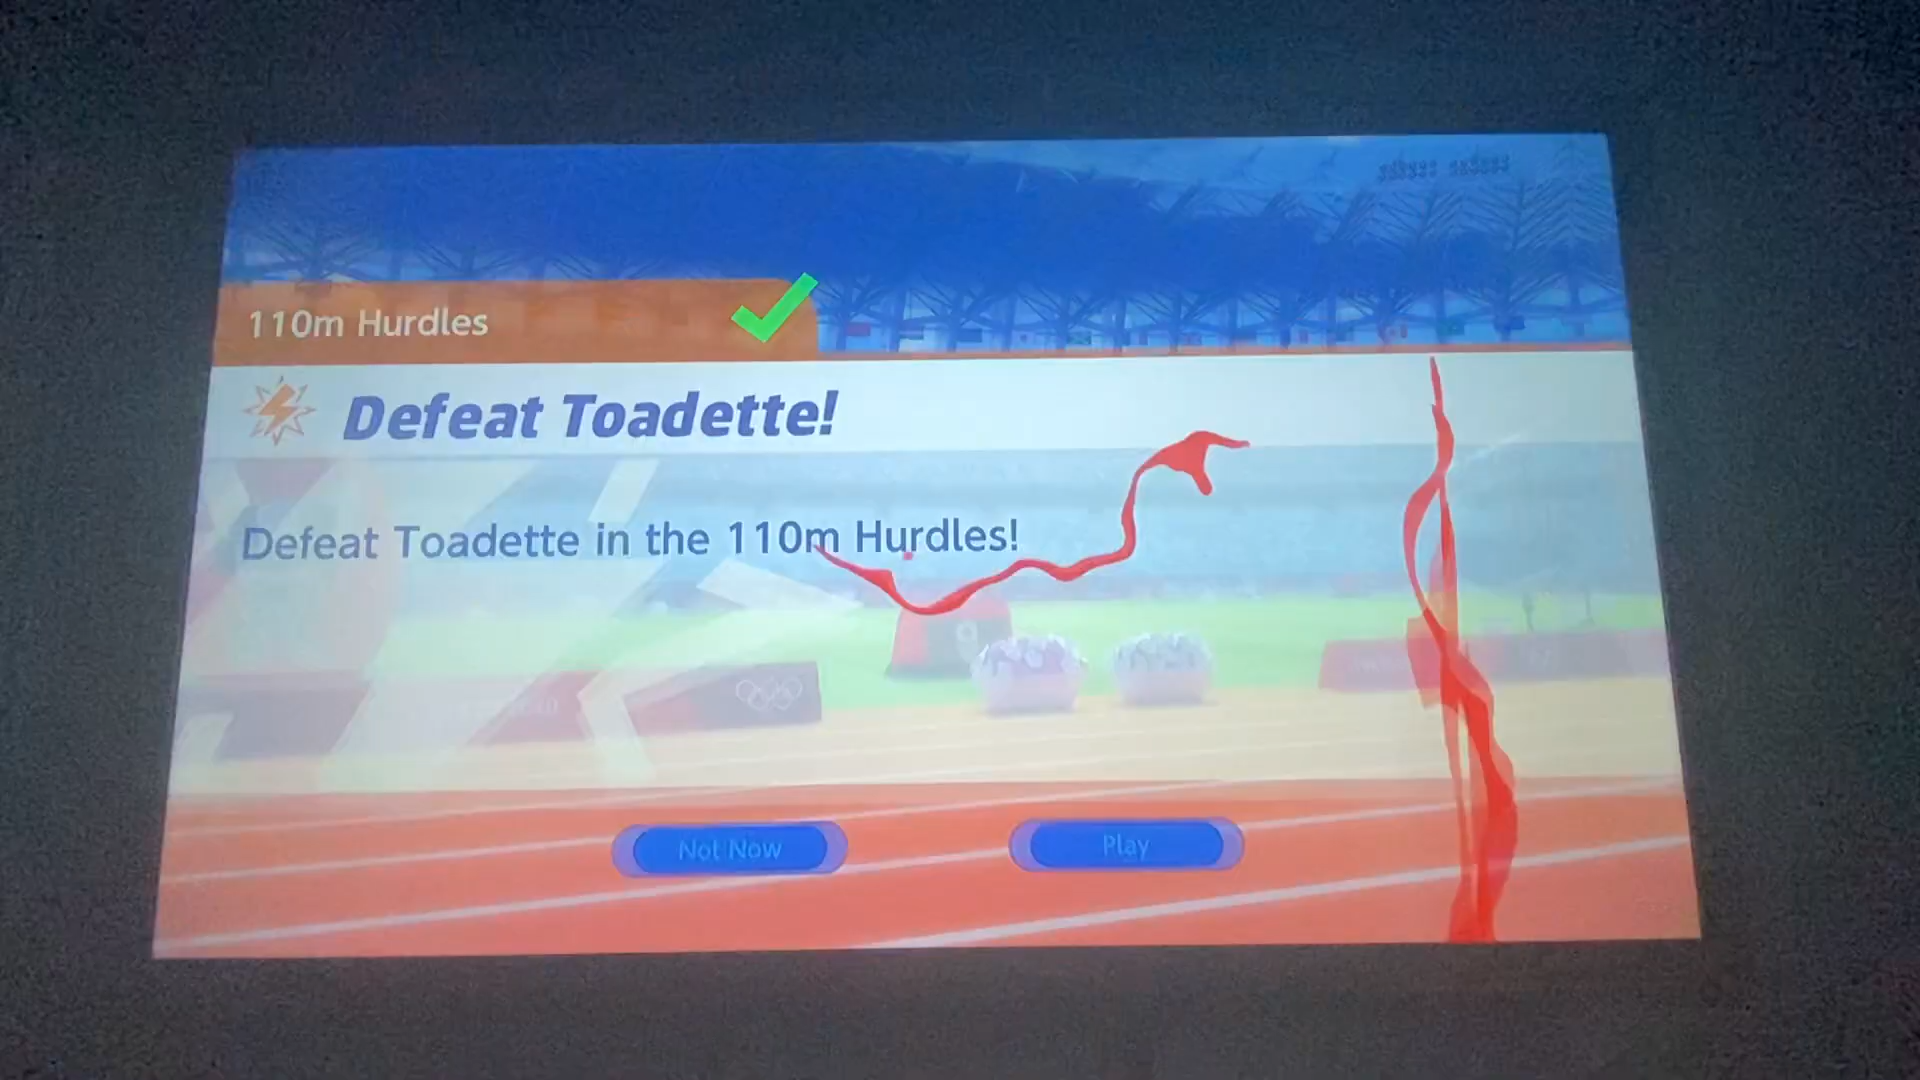 110m Hurdles
Defeat Toadette!
Defeat Toadette in the 110m Hurdles!
Not Now
Play